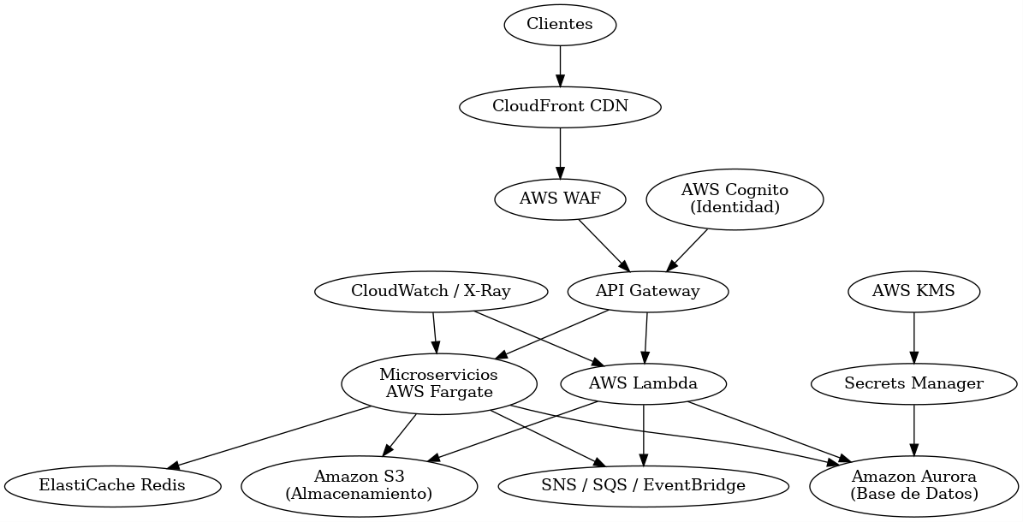 Clientes
CloudFront CDN
AWS WAF
AWS Cognito
(Identidad)
CloudWatch / X-Ray
API Gateway
AWS KMS
Microservicios
AWS Fargate
AWS Lambda
Secrets Manager
ElastiCache Redis
Amazon S3
(Almacenamiento)
SNS / SQS / EventBridge
Amazon Aurora
(Base de Datos)